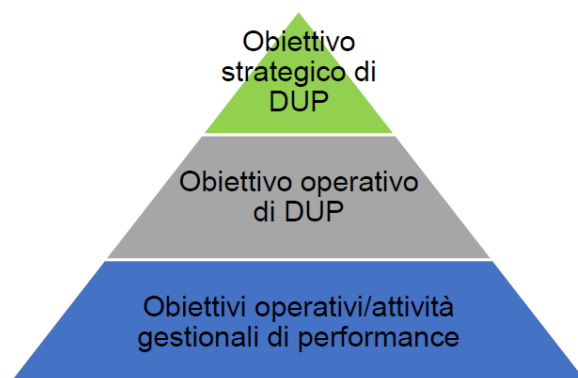 Obiettivo
strategico di
DUP
Obiettivo operativo
di DUP
Obiettivi operativi/attività
gestionali di performance